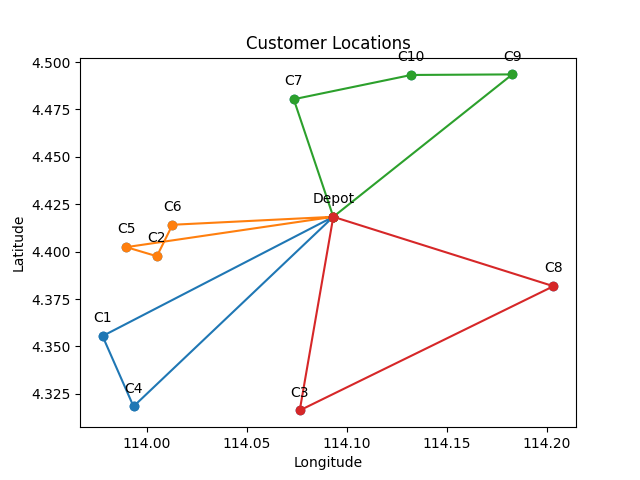 Customer Locations
4.500
4.475
4.450
4.425
4.400
4.375
4.350
4.325
Latitude
C10
C9
C7
Depot
C6
C5
C2
C8
C1
C4
C3
114.00
114.05
114.10
114.15
114.20
Longitude